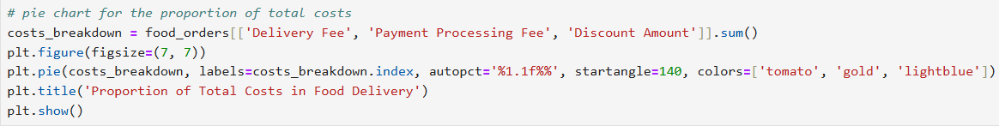 # pie chart for the proportion of total costs
costs_breakdown = food_orders[['Delivery Fee', 'Payment Processing Fee', 'Discount Amount']].sum()
plt.figure(figsize=(7, 7))
plt.pie(costs_breakdown, labels=costs_breakdown.index, autopct='%1.1f%%', startangle=140, colors=['tomato', 'gold', 'lightblue'])
plt.title('Proportion of Total Costs in Food Delivery')
plt.show()